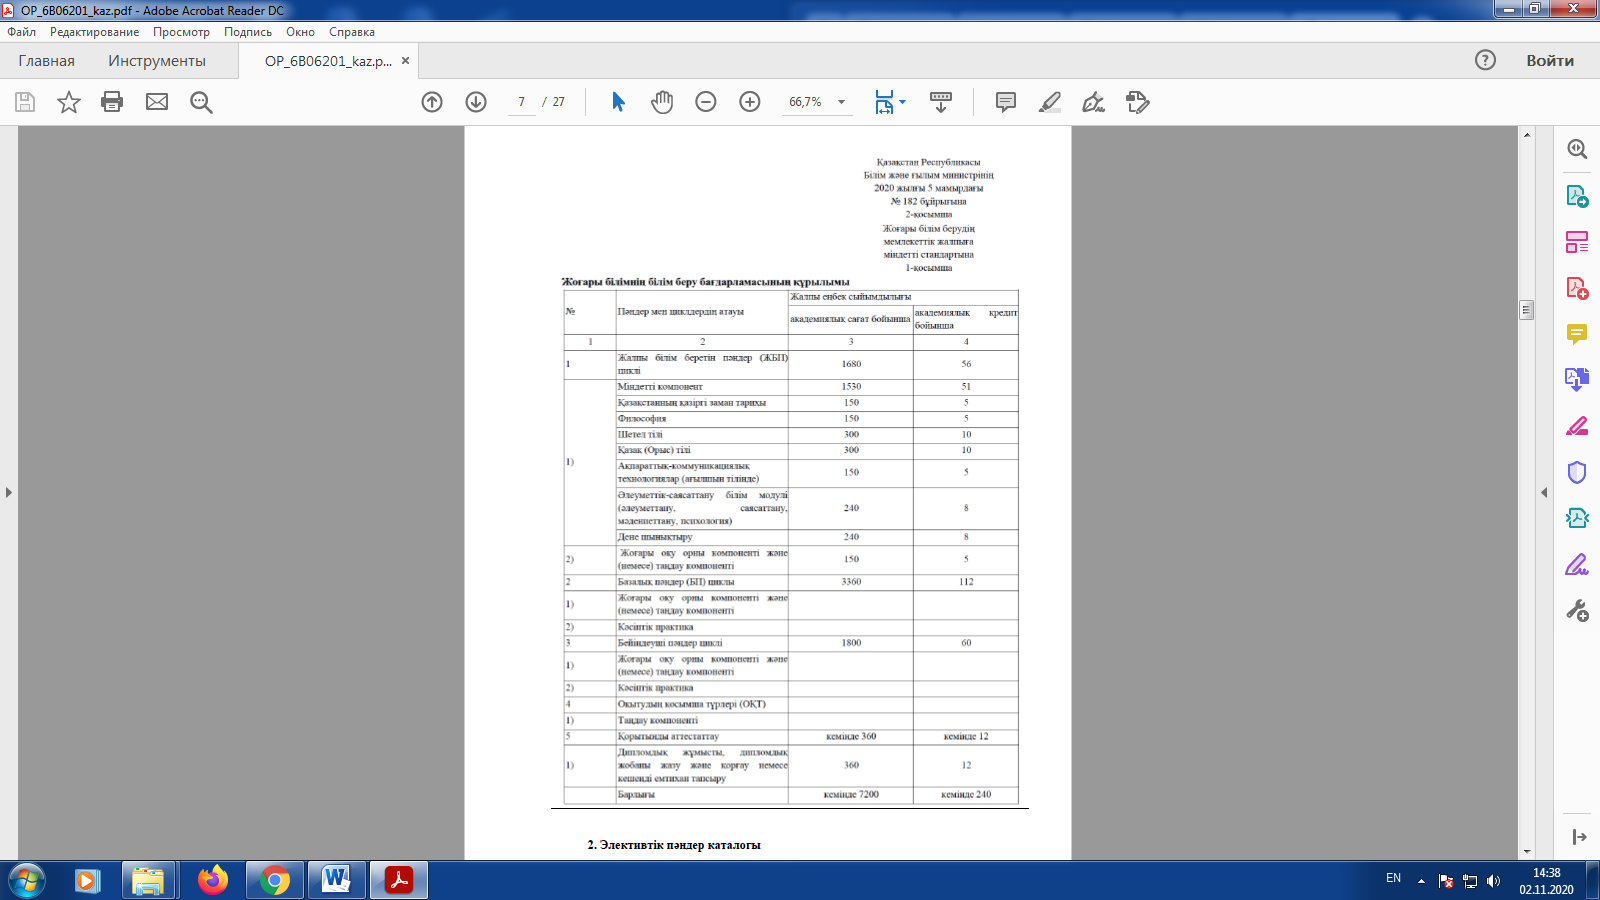 OP_6B06201_kaz.pdf - Adobe Acrobat Reader DC
Файл Редактирование Просмотр Подпись Окно Справка
Главная Инструменты OP_6B06201_kaz.p... × Войти
7 / 27 66,7%
Қазақстан Республикасы
Білім және ғылым министрінің
2020 жылғы 5 мамырдағы
№ 182 бұйрығына
2-қосымша
Жоғары білім берудің
мемлекеттік жалпыға
міндетті стандартына
1-қосымша
Жоғары білімнің білім беру бағдарламасының құрылымы
№ Пәндер мен циклдердің атауы Жалпы еңбек сыйымдылығы
академиялық сағат бойынша академиялық кредит
бойынша
1 2 3 4
1 Жалпы білім беретін пәндер (ЖБП)
циклі 1680 56
1) Міндетті компонент 1530 51
Қазақстанның қазіргі заман тарихы 150 5
Философия 150 5
Шетел тілі 300 10
Қазақ (Орыс) тілі 300 10
Ақпараттық-коммуникациялық
технологиялар (ағылшын тілінде) 150 5
Әлеуметтік-саясаттану білім модулі
(әлеуметтану, саясаттану,
мәдениеттану, психология) 240 8
Дене шынықтыру 240 8
2) Жоғары оқу орны компоненті және
(немесе) таңдау компоненті 150 5
2 Базалық пәндер (БП) циклы 3360 112
1) Жоғары оқу орны компоненті және
(немесе) таңдау компоненті
2) Кәсіптік практика
3 Бейіндеуші пәндер циклі 1800 60
1) Жоғары оқу орны компоненті және
(немесе) таңдау компоненті
2) Кәсіптік практика
4 Оқытудың қосымша түрлері (ОҚТ)
1) Таңдау компоненті
5 Қорытынды аттестаттау кемінде 360 кемінде 12
1) Дипломдық жұмысты, дипломдық
жобаны жазу және қорғау немесе
кешенді емтихан тапсыру 360 12
Барлығы кемінде 7200 кемінде 240
2. Элективтік пәндер каталогы
EN 14:38
02.11.2020